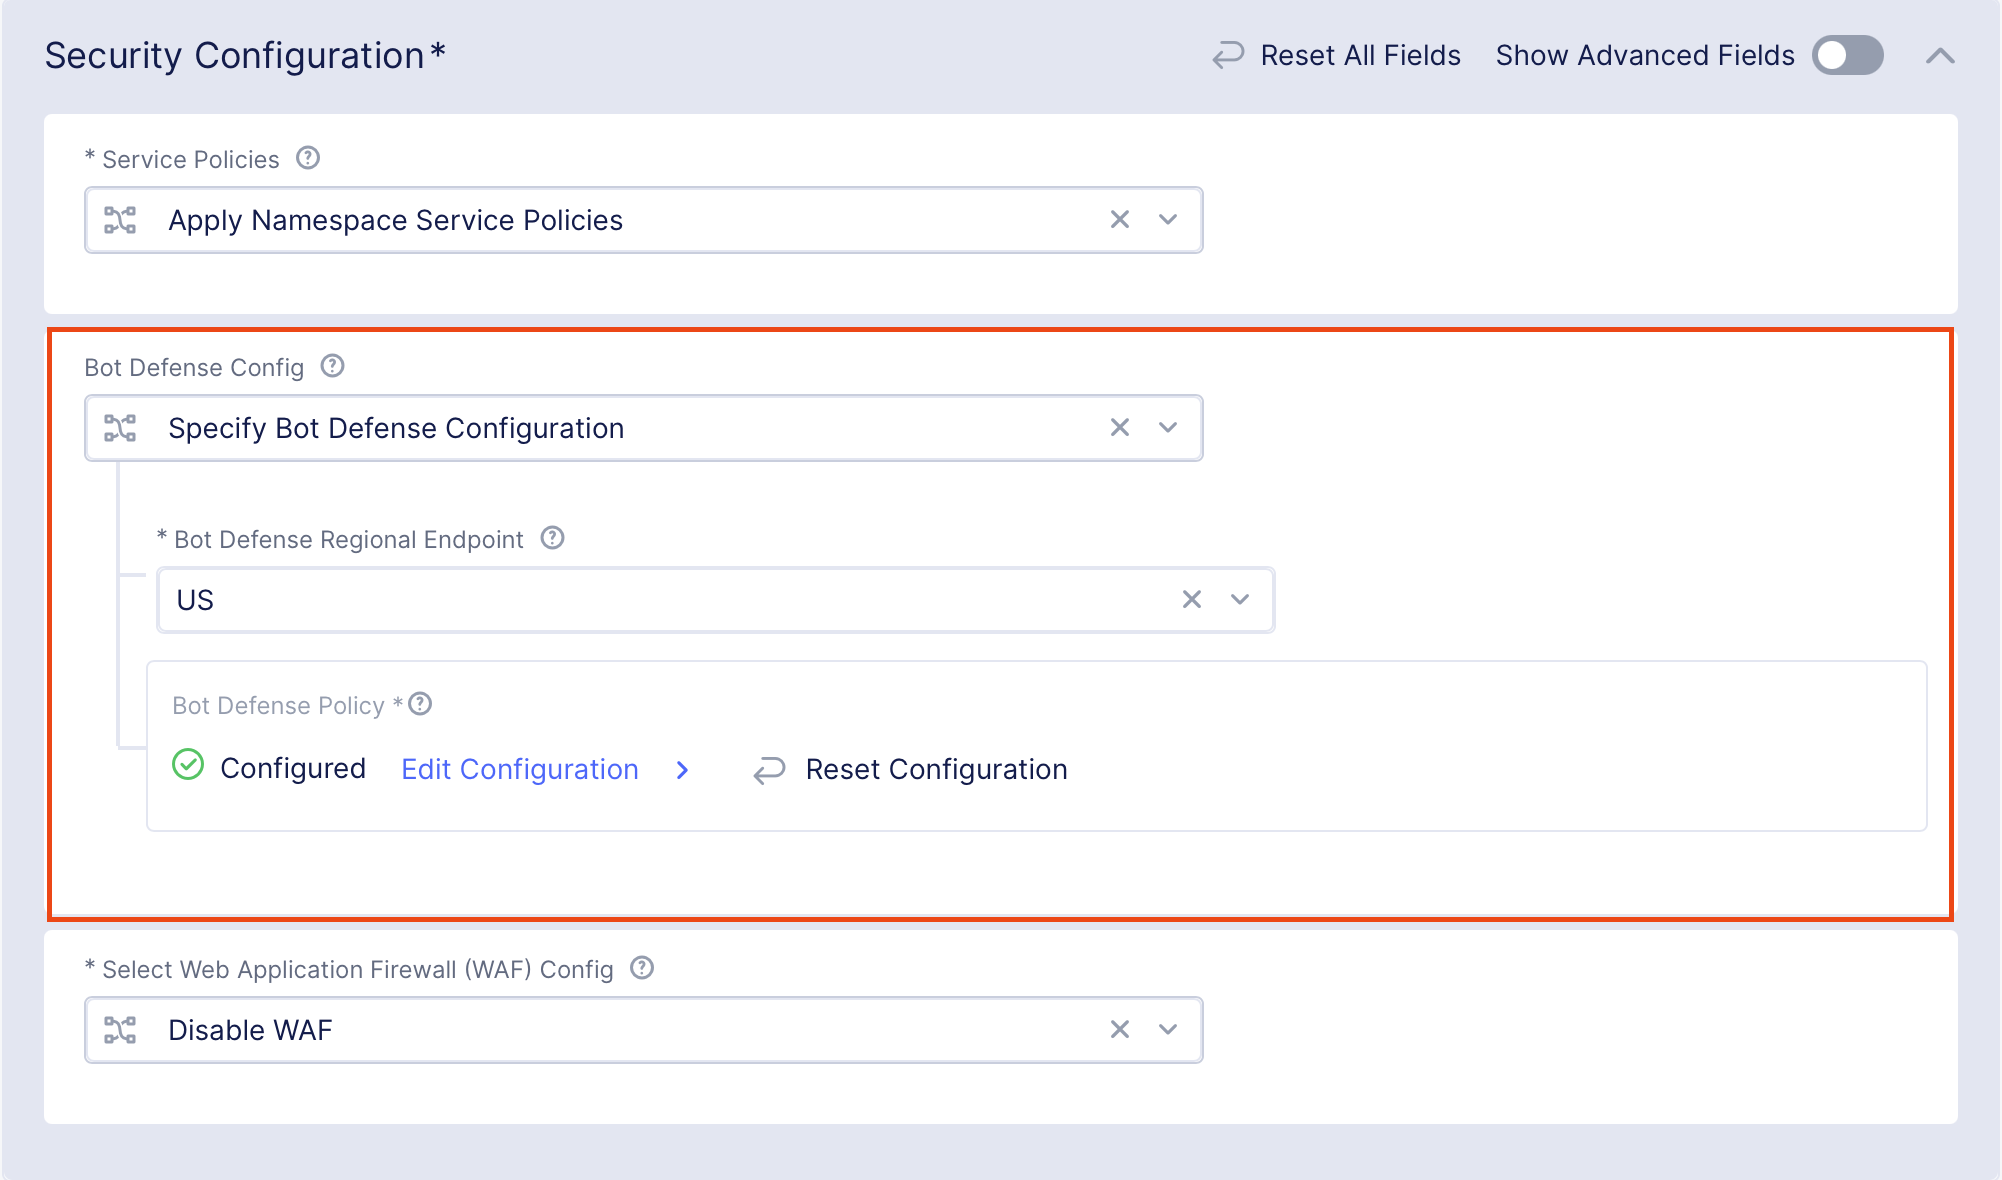 Security Configuration*
Reset All Fields Show Advanced Fields
* Service Policies ?
Apply Namespace Service Policies
Bot Defense Config ?
Specify Bot Defense Configuration
* Bot Defense Regional Endpoint ?
US
Bot Defense Policy * ?
Configured Edit Configuration Reset Configuration
* Select Web Application Firewall (WAF) Config ?
Disable WAF